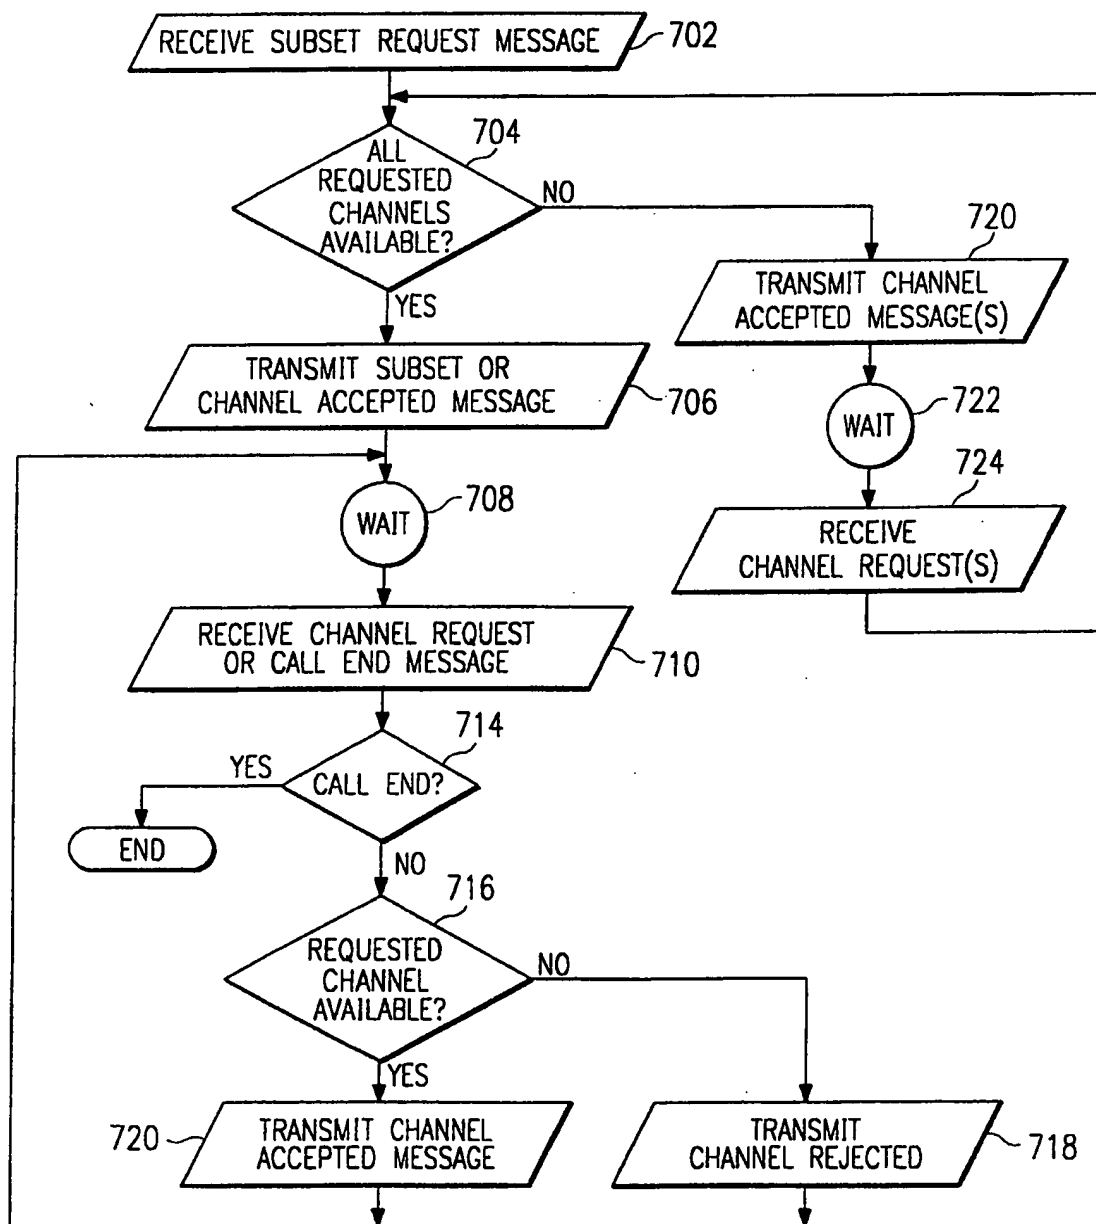 RECEIVE SUBSET REQUEST MESSAGE
702
704
ALL
REQUESTED
CHANNELS
AVAILABLE?
NO
YES
720
TRANSMIT CHANNEL
ACCEPTED MESSAGE(S)
TRANSMIT SUBSET OR
CHANNEL ACCEPTED MESSAGE
706
WAIT
722
WAIT
708
724
RECEIVE
CHANNEL REQUEST(S)
RECEIVE CHANNEL REQUEST
OR CALL END MESSAGE
710
714
CALL END?
YES
END
NO
716
REQUESTED
CHANNEL
AVAILABLE?
NO
YES
720
TRANSMIT CHANNEL
ACCEPTED MESSAGE
TRANSMIT
CHANNEL REJECTED
718